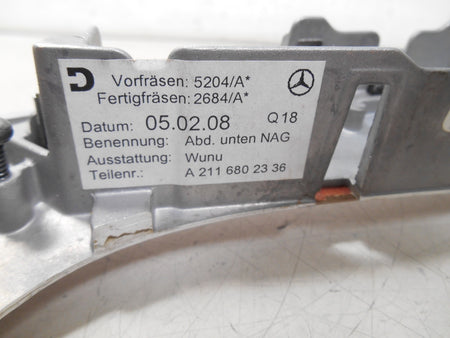 Vorfräsen: 5204/A*
Fertigfräsen: 2684/A*
Datum: 05.02.08 Q18
Benennung: Abd. unten NAG
Ausstattung: Wunu
Teilenr.: A 211 680 23 36